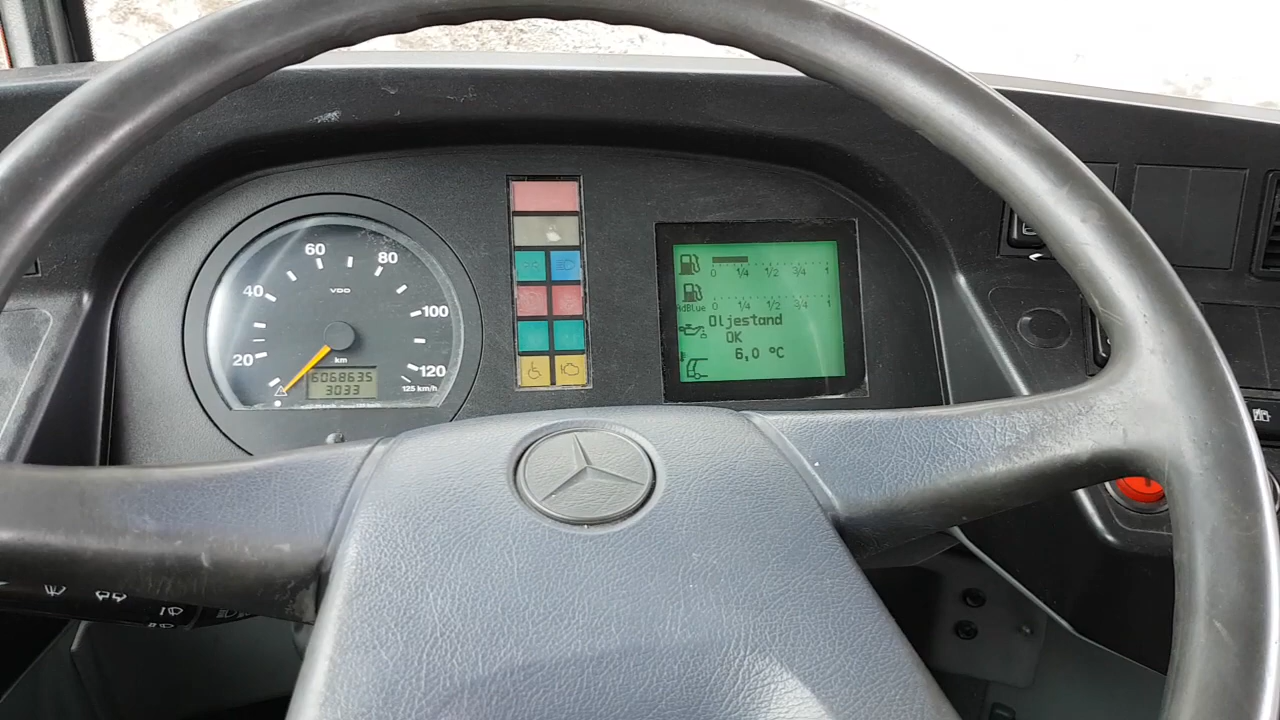 20
40
60
80
100
120
125 km/h
VDO
km
6068635
3033
0 1/4 1/2 3/4 1
0 1/4 1/2 3/4 1
AdBlue
Oljestand
OK
6,0 °C